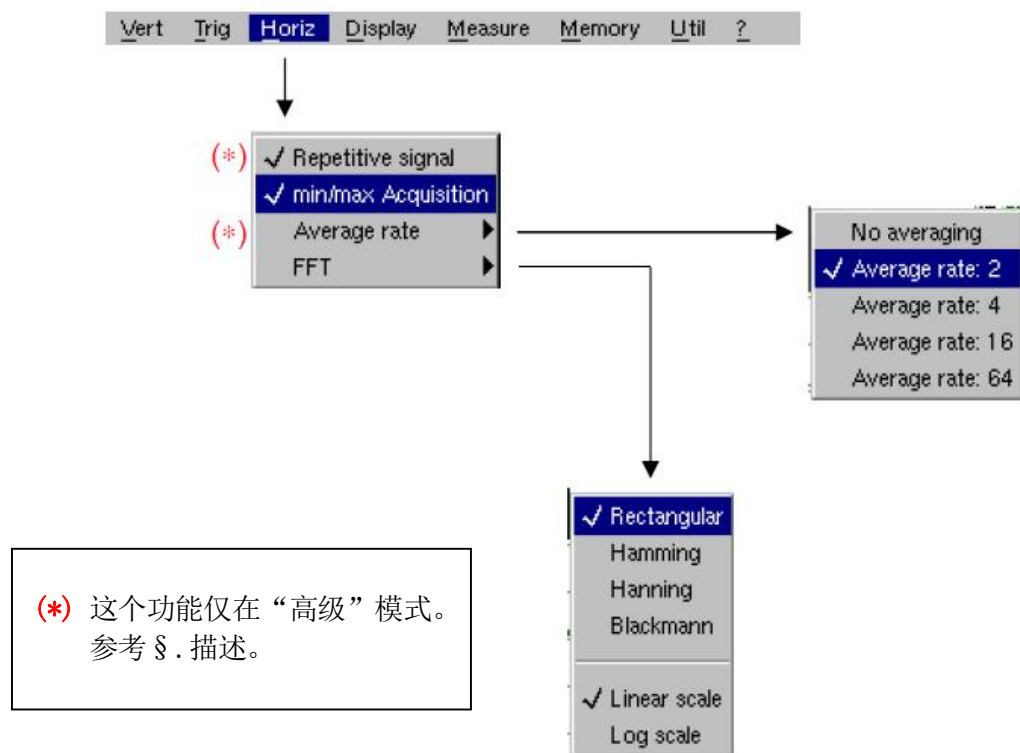 Vert Trig Horiz Display Measure Memory Util ?
(*) ✓ Repetitive signal
✓ min/max Acquisition
(*) Average rate
FFT
No averaging
✓ Average rate: 2
Average rate: 4
Average rate: 16
Average rate: 64
✓ Rectangular
Hamming
Hanning
Blackmann
✓ Linear scale
Log scale
(*) 这个功能仅在“高级”模式。
参考§.描述。